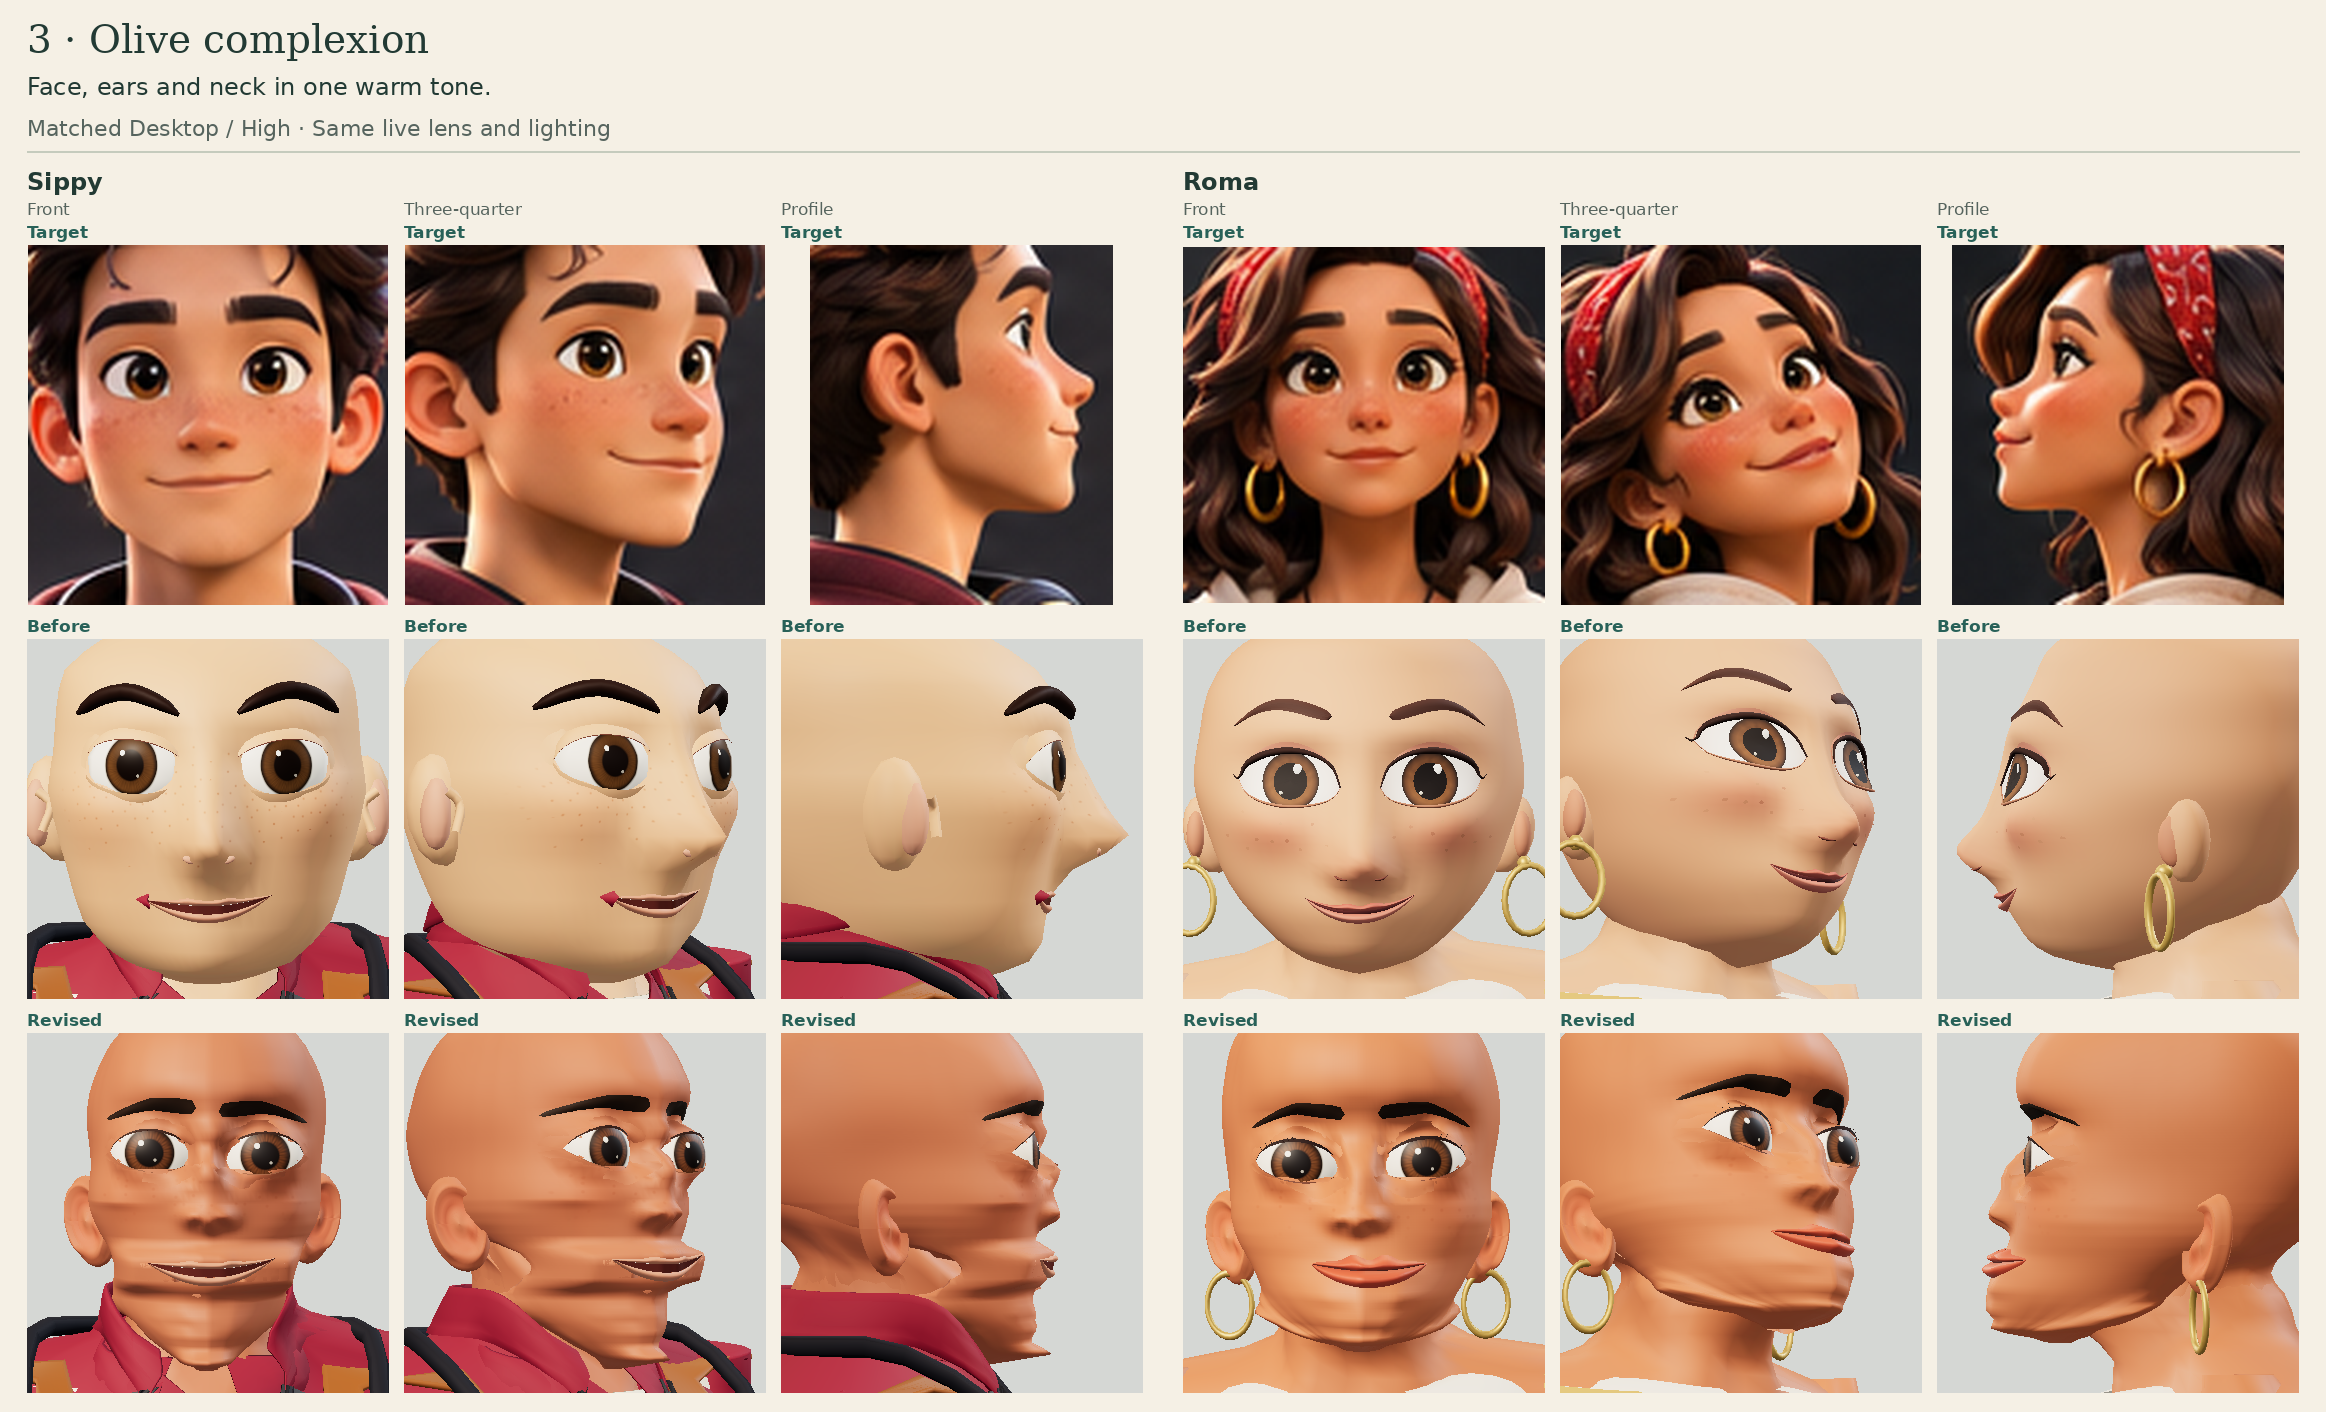 3 · Olive complexion
Face, ears and neck in one warm tone.
Matched Desktop / High · Same live lens and lighting
Sippy
Roma
Front
Three-quarter
Profile
Front
Three-quarter
Profile
Target
Target
Target
Target
Target
Target
Before
Before
Before
Before
Before
Before
Revised
Revised
Revised
Revised
Revised
Revised